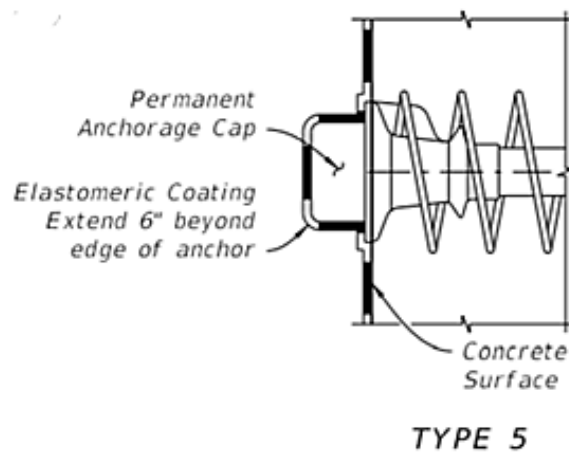 Permanent
Anchorage Cap
Elastomeric Coating
Extend 6" beyond
edge of anchor
Concrete
Surface
TYPE 5